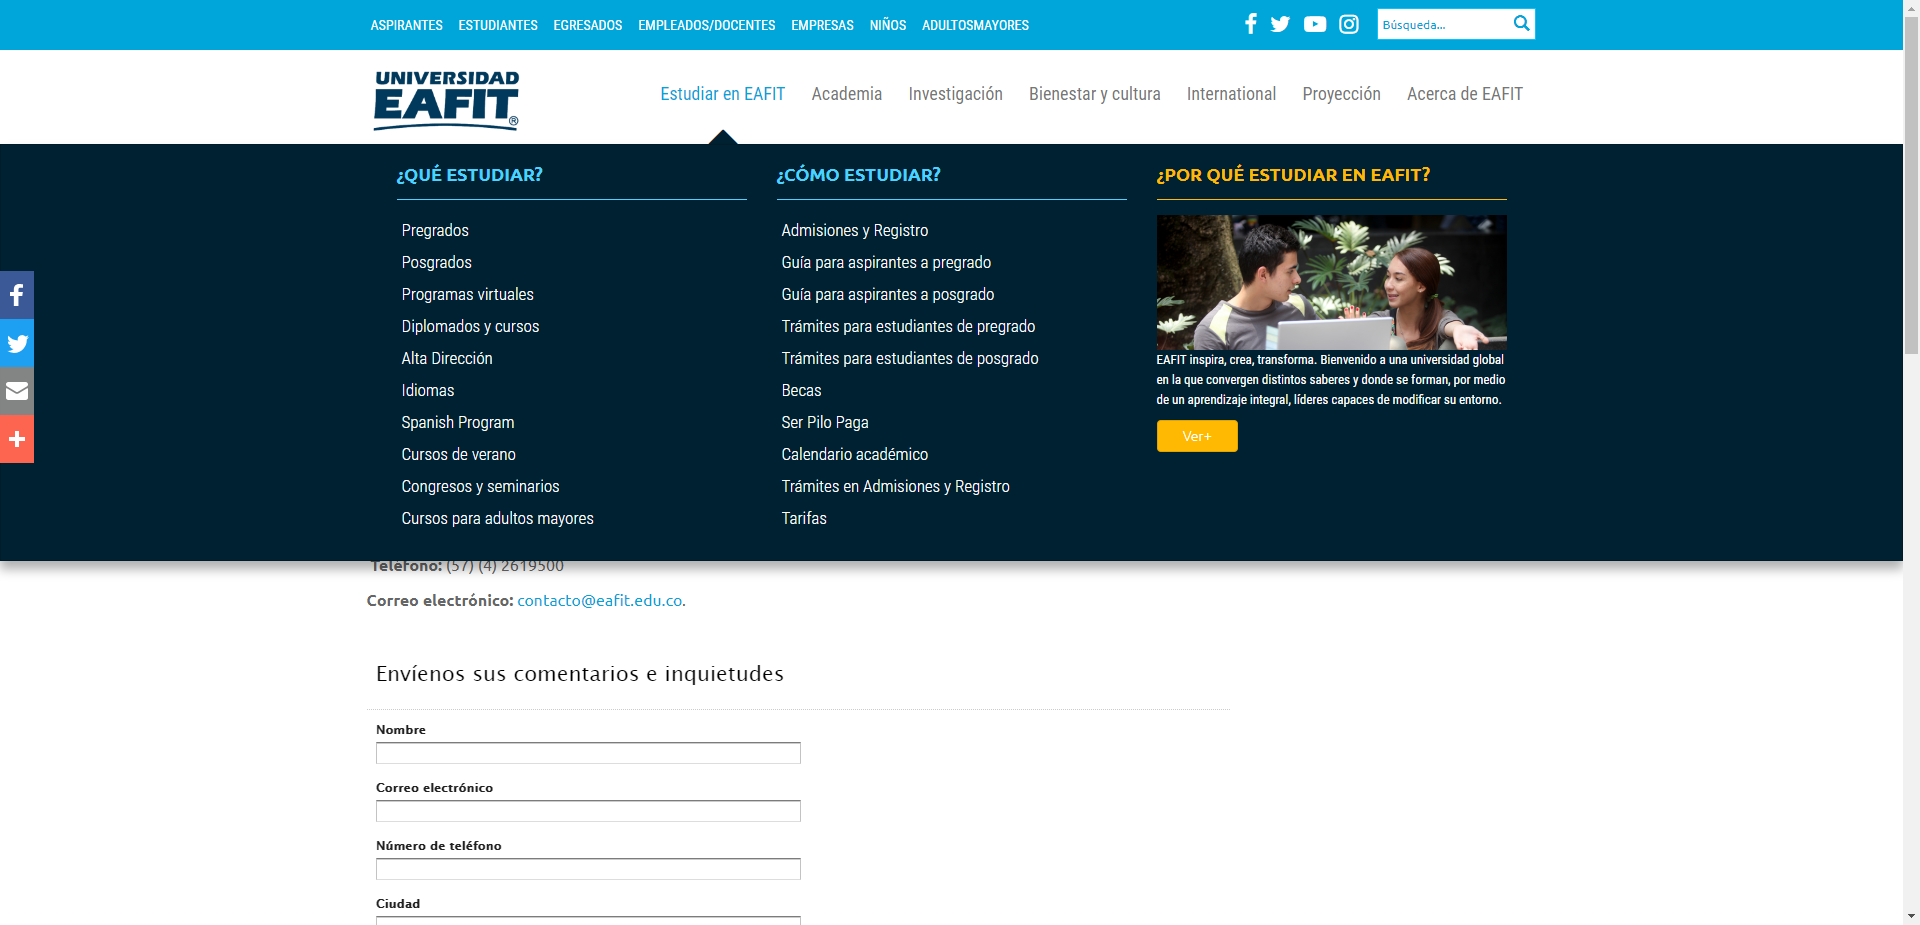 ASPIRANTES ESTUDIANTES EGRESADOS EMPLEADOS/DOCENTES EMPRESAS NIÑOS ADULTOSMAYORES
Búsqueda...
UNIVERSIDAD
EAFIT®
Estudiar en EAFIT Academia Investigación Bienestar y cultura International Proyección Acerca de EAFIT
¿QUÉ ESTUDIAR?
Pregrados
Posgrados
Programas virtuales
Diplomados y cursos
Alta Dirección
Idiomas
Spanish Program
Cursos de verano
Congresos y seminarios
Cursos para adultos mayores
¿CÓMO ESTUDIAR?
Admisiones y Registro
Guía para aspirantes a pregrado
Guía para aspirantes a posgrado
Trámites para estudiantes de pregrado
Trámites para estudiantes de posgrado
Becas
Ser Pilo Paga
Calendario académico
Trámites en Admisiones y Registro
Tarifas
¿POR QUÉ ESTUDIAR EN EAFIT?
EAFIT inspira, crea, transforma. Bienvenido a una universidad global
en la que convergen distintos saberes y donde se forman, por medio
de un aprendizaje integral, líderes capaces de modificar su entorno.
Ver+
Teléfono: (57) (4) 2619500
Correo electrónico: contacto@eafit.edu.co.
Envíenos sus comentarios e inquietudes
Nombre
Correo electrónico
Número de teléfono
Ciudad